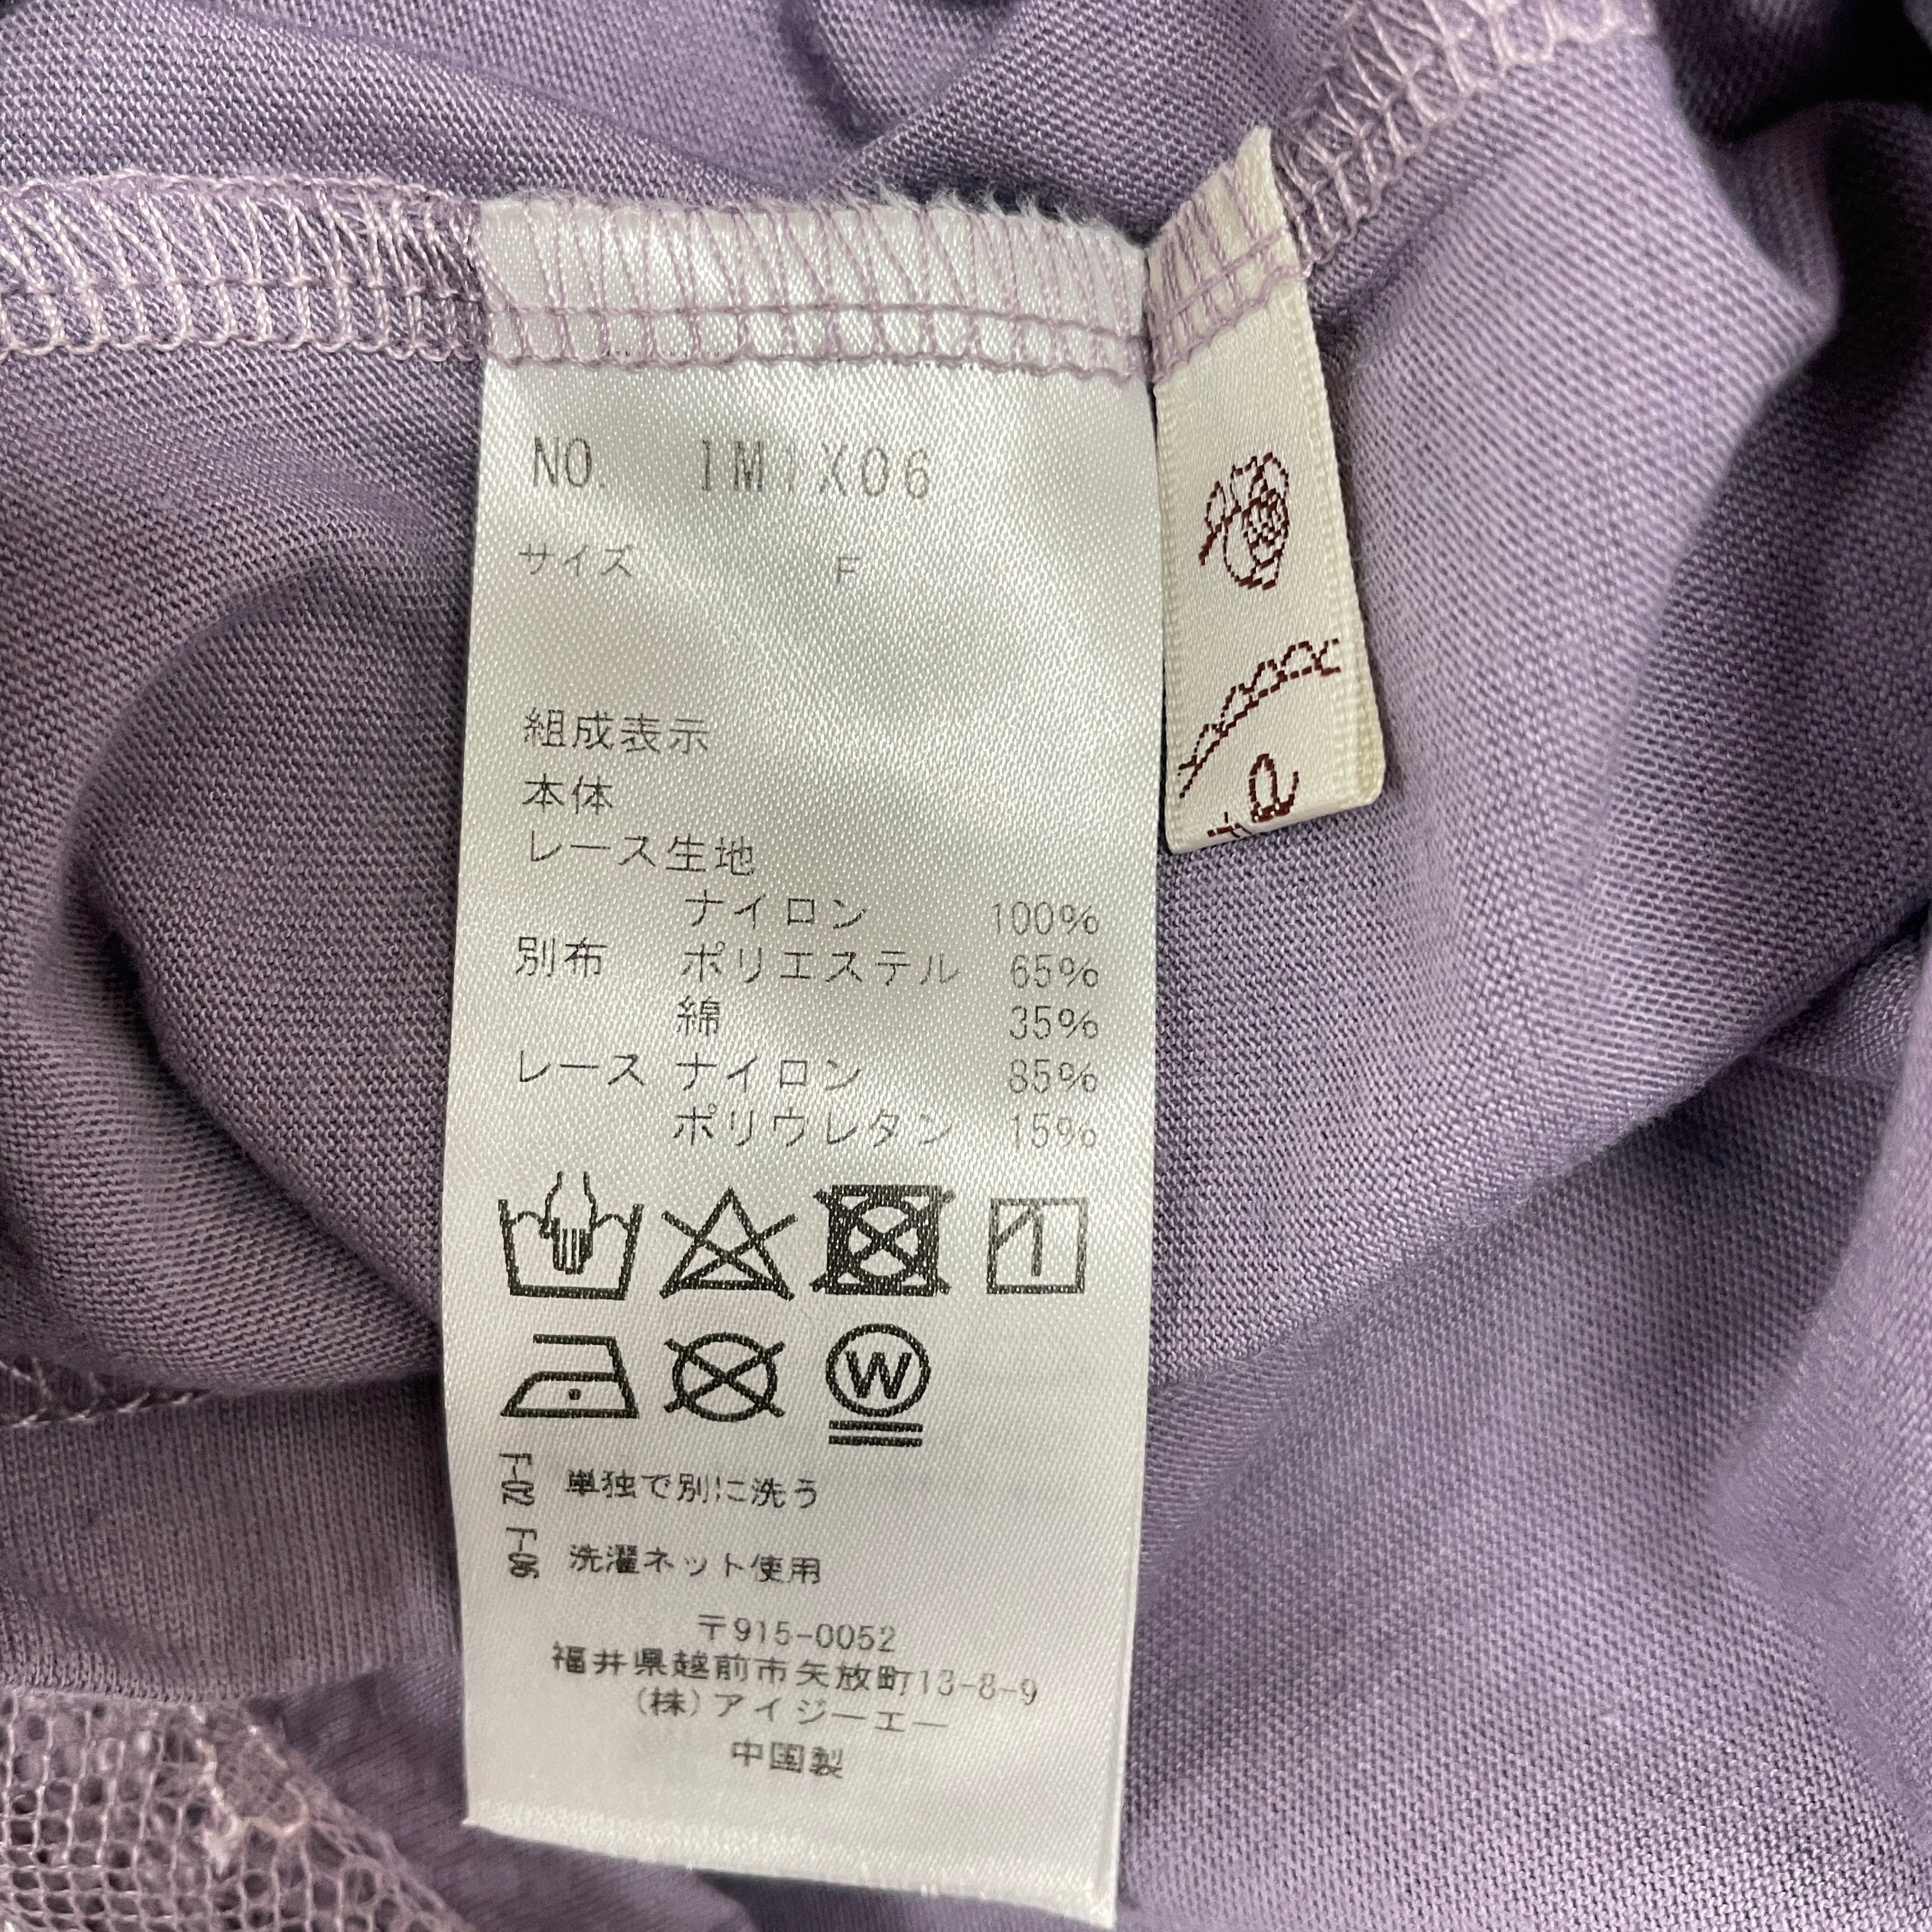 NO.
サイズ F
組成表示
本体
レース生地
ナイロン 100%
別布 ポリエステル 65%
綿 35%
レース ナイロン 85%
ポリウレタン 15%
W
F-02 単独で別に洗う
F-06 洗濯ネット使用
〒915-0052
福井県越前市矢放町13-8-9
(株)アイジーエー
中国製